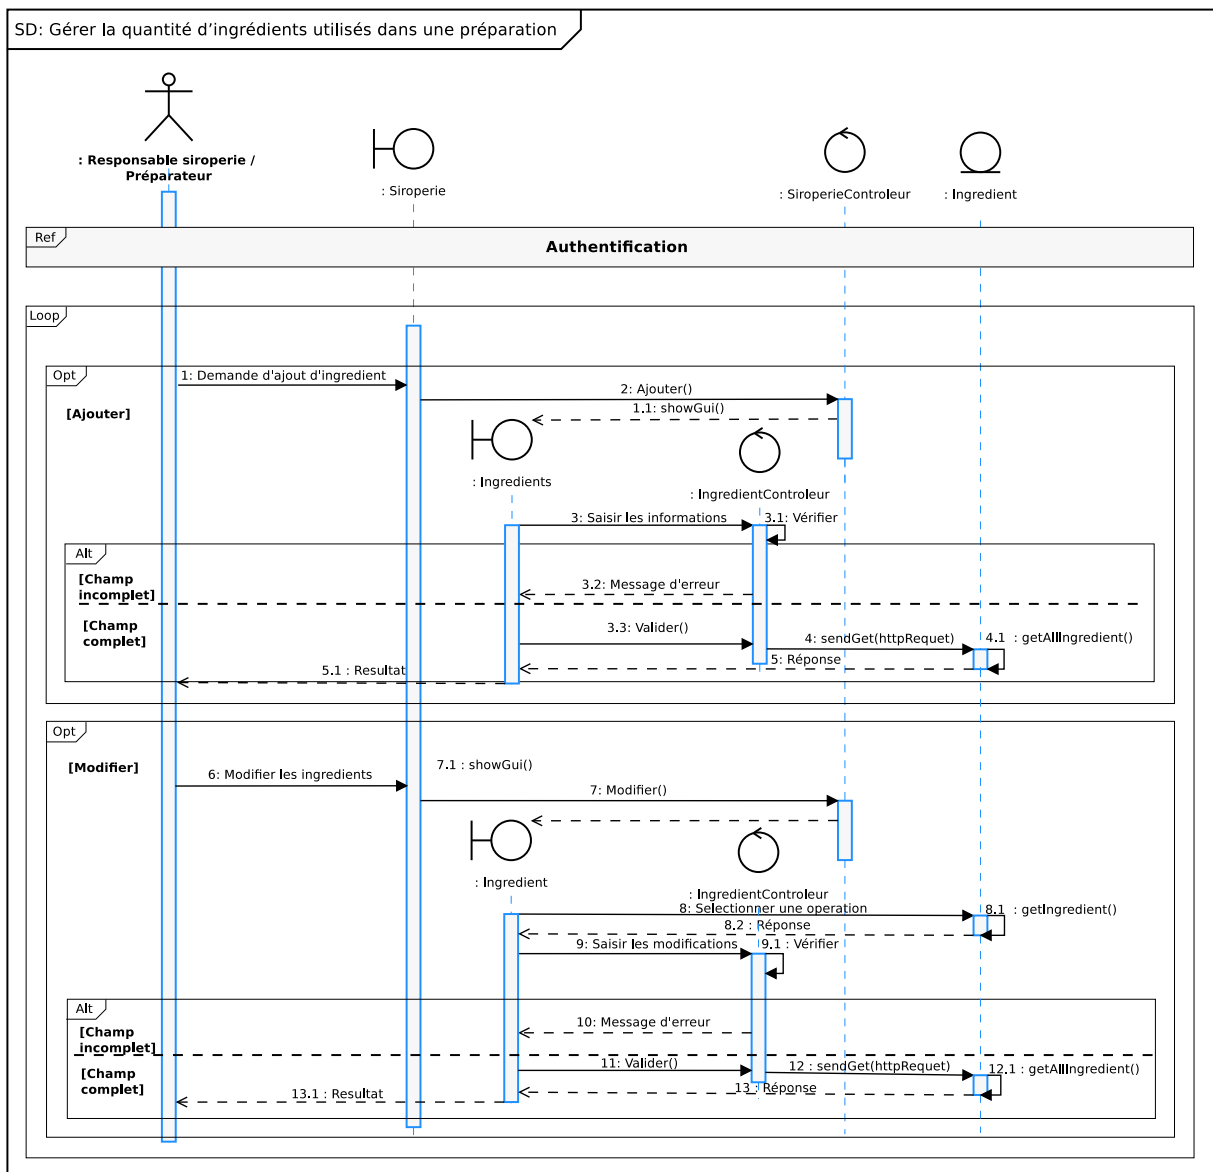 SD: Gérer la quantité d’ingrédients utilisés dans une préparation
: Responsable siroperie /
Préparateur
: Siroperie
: SiroperieControleur
: Ingredient
Ref
Authentification
Loop
Opt
1: Demande d'ajout d'ingredient
2: Ajouter()
[Ajouter]
1.1: showGui()
: Ingredients
: IngredientControleur
3: Saisir les informations
3.1: Vérifier
Alt
[Champ
incomplet]
3.2: Message d'erreur
[Champ
complet]
3.3: Valider()
4: sendGet(httpRequet)
4.1  : getAllIngredient()
5: Réponse
5.1 : Resultat
Opt
[Modifier]
7.1 : showGui()
6: Modifier les ingredients
7: Modifier()
: Ingredient
: IngredientControleur
8: Selectionner une operation
8.1  : getIngredient()
8.2 : Réponse
9: Saisir les modifications
9.1 : Vérifier
Alt
[Champ
incomplet]
10: Message d'erreur
[Champ
complet]
11: Valider()
12 : sendGet(httpRequet)
12.1 : getAllIngredient()
13 : Réponse
13.1 : Resultat